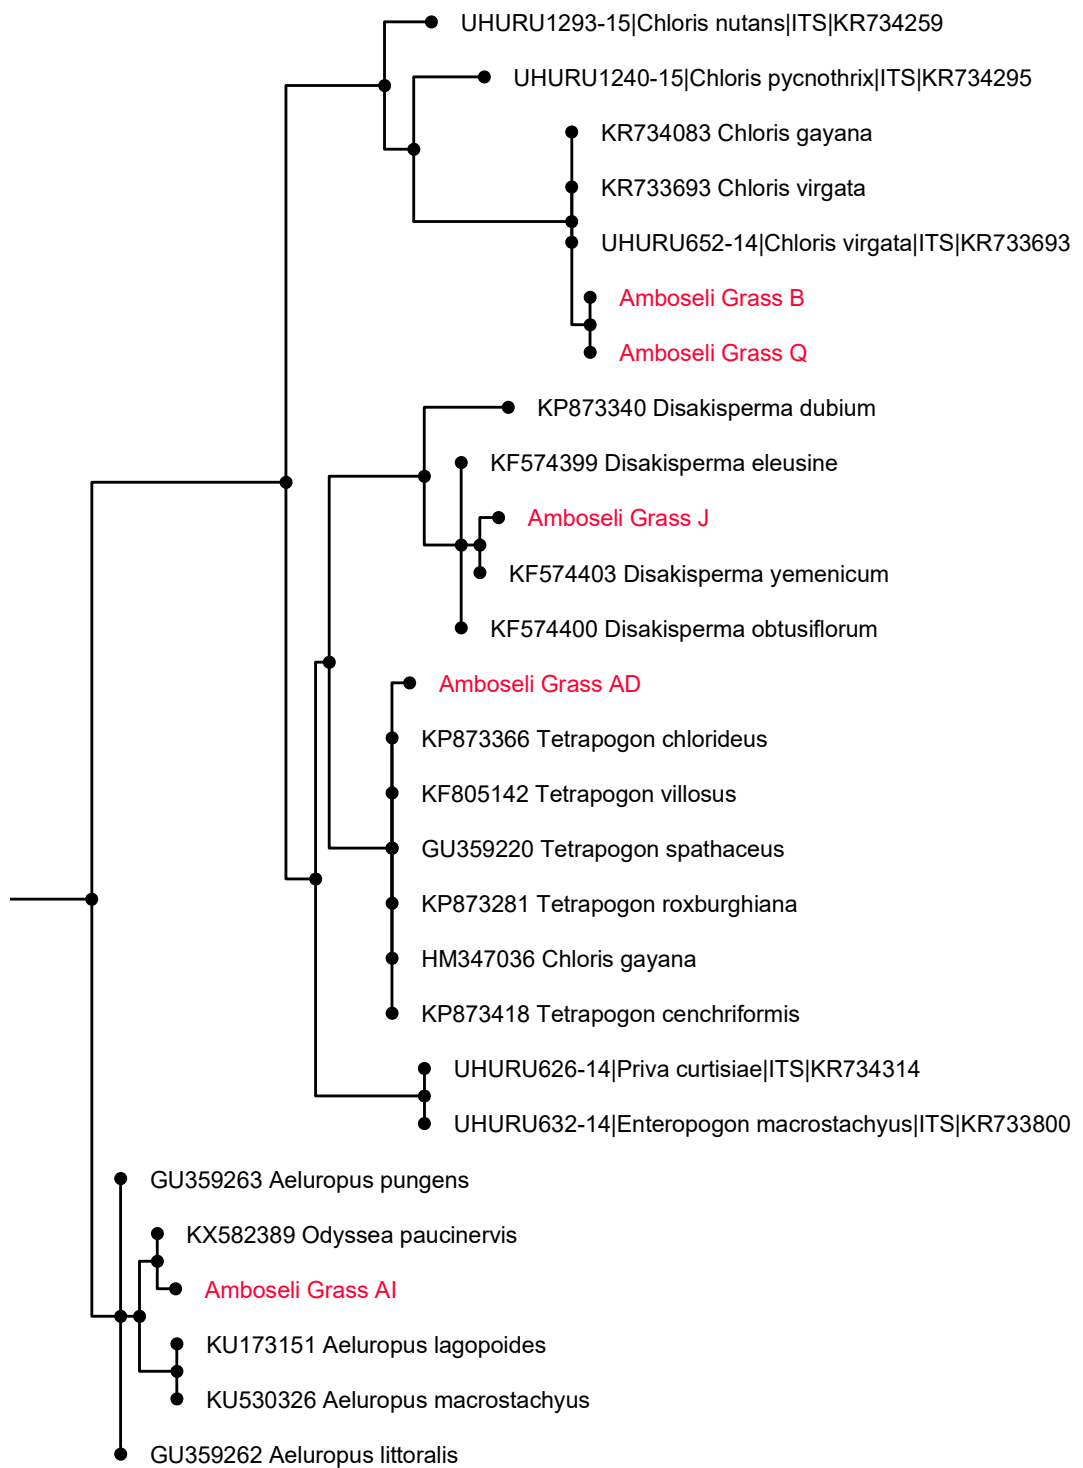 UHURU1293-15|Chloris nutans|ITS|KR734259
UHURU1240-15|Chloris pycnothrix|ITS|KR734295
KR734083 Chloris gayana
KR733693 Chloris virgata
UHURU652-14|Chloris virgata|ITS|KR733693
Amboseli Grass B
Amboseli Grass Q
KP873340 Disakisperma dubium
KF574399 Disakisperma eleusine
Amboseli Grass J
KF574403 Disakisperma yemenicum
KF574400 Disakisperma obtusiflorum
Amboseli Grass AD
KP873366 Tetrapogon chlorideus
KF805142 Tetrapogon villosus
GU359220 Tetrapogon spathaceus
KP873281 Tetrapogon roxburghiana
HM347036 Chloris gayana
KP873418 Tetrapogon cenchriformis
UHURU626-14|Priva curtisiae|ITS|KR734314
UHURU632-14|Enteropogon macrostachyus|ITS|KR733800
GU359263 Aeluropus pungens
KX582389 Odyssea paucinervis
Amboseli Grass AI
KU173151 Aeluropus lagopoides
KU530326 Aeluropus macrostachyus
GU359262 Aeluropus littoralis